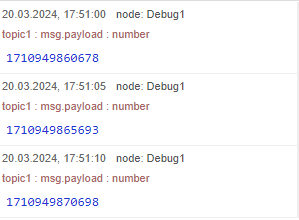 20.03.2024, 17:51:00 node: Debug1
topic1 : msg.payload : number
1710949860678
20.03.2024, 17:51:05 node: Debug1
topic1 : msg.payload : number
1710949865693
20.03.2024, 17:51:10 node: Debug1
topic1 : msg.payload : number
1710949870698